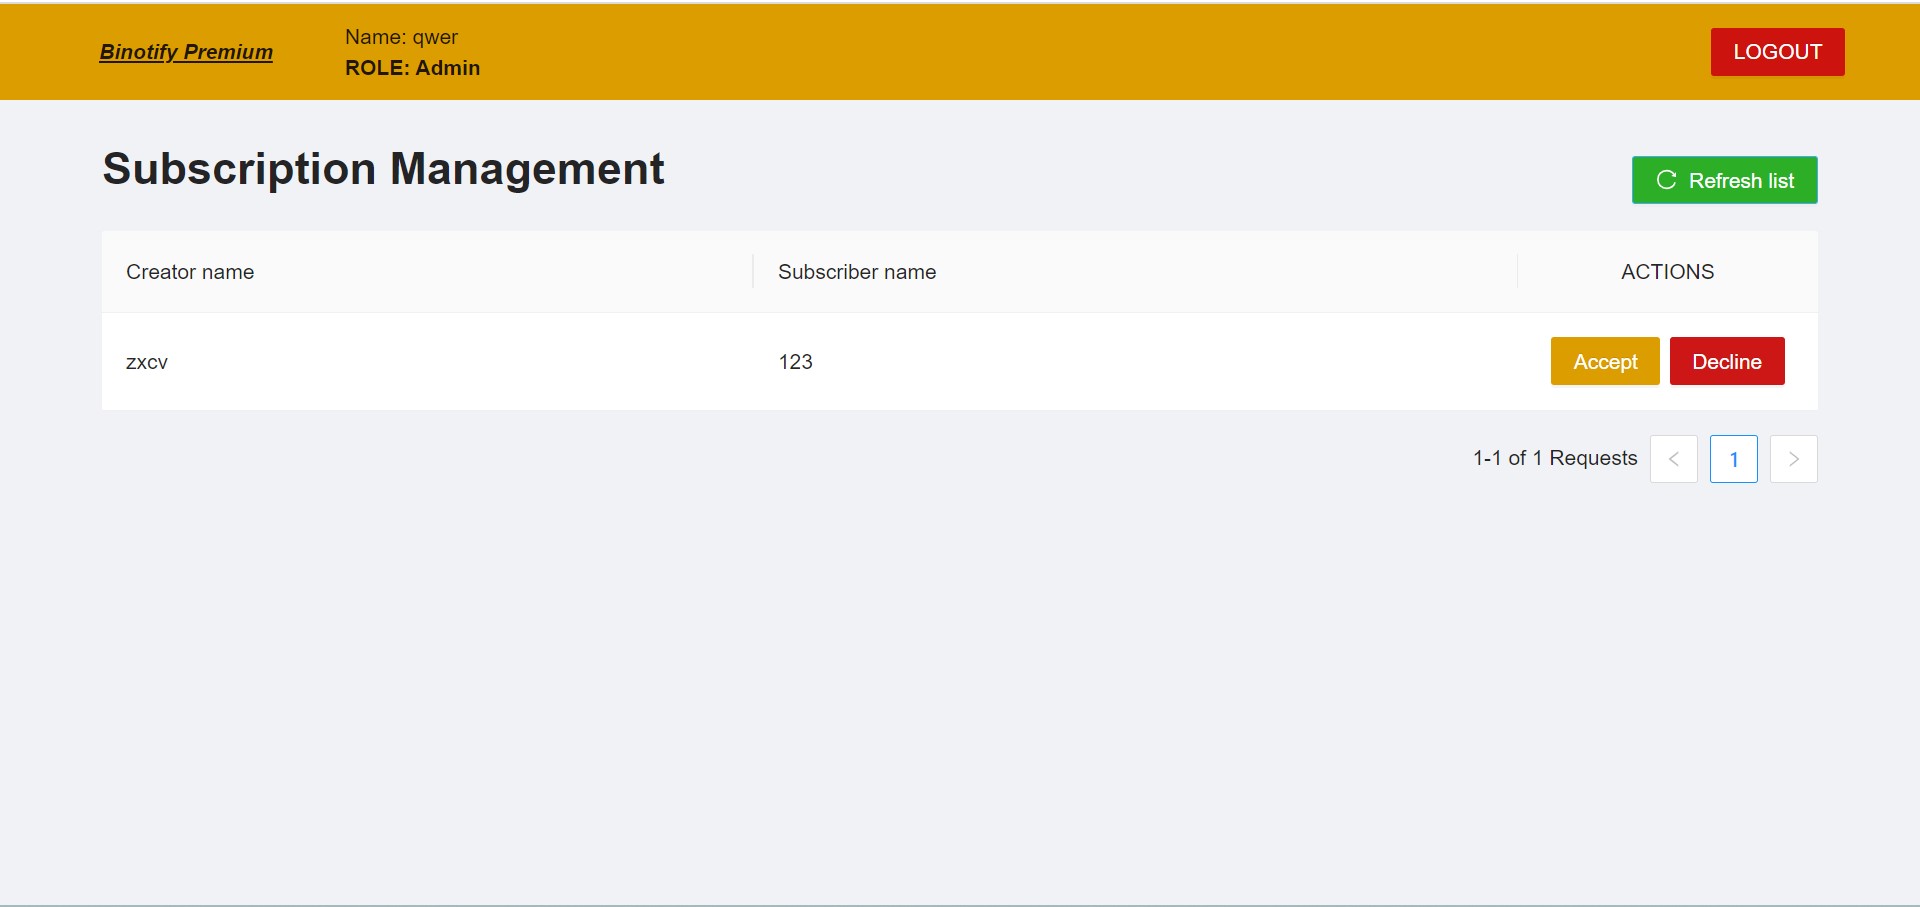 Binotify Premium
Name: qwer
ROLE: Admin
LOGOUT
Subscription Management
Refresh list
Creator name
Subscriber name
ACTIONS
zxcv
123
Accept
Decline
1-1 of 1 Requests
1